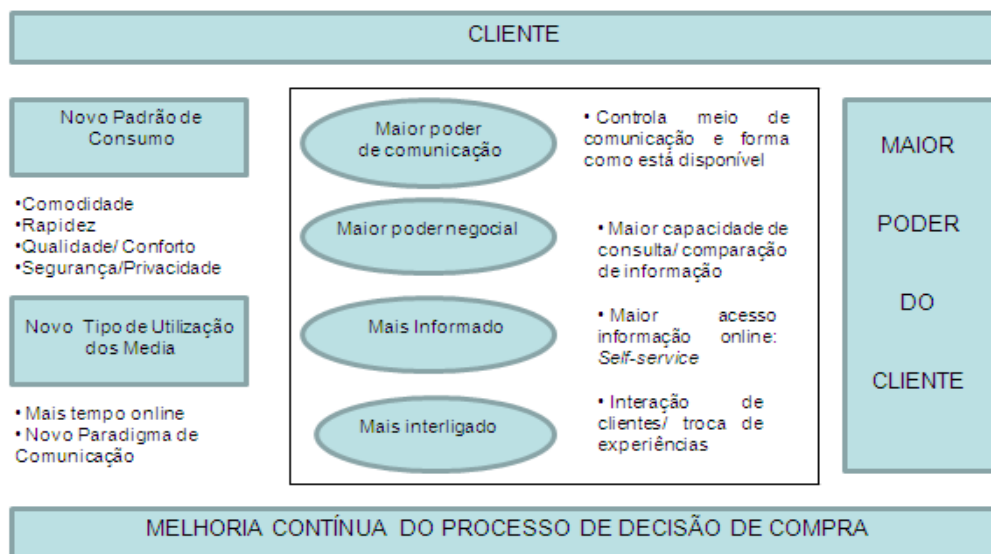 CLIENTE
Novo Padrão de
Consumo
•Comodidade
•Rapidez
•Qualidade/ Conforto
•Segurança/Privacidade
Novo Tipo de Utilização
dos Media
• Mais tempo online
• Novo Paradigma de
Comunicação
Maior poder
de comunicação
• Controla meio de
comunicação e forma
como está disponível
Maior poder negocial
• Maior capacidade de
consulta/ comparação
de informação
Mais Informado
• Maior acesso
informação online:
Self-service
Mais interligado
• Interação de
clientes/ troca de
experiências
MAIOR
PODER
DO
CLIENTE
MELHORIA CONTÍNUA DO PROCESSO DE DECISÃO DE COMPRA